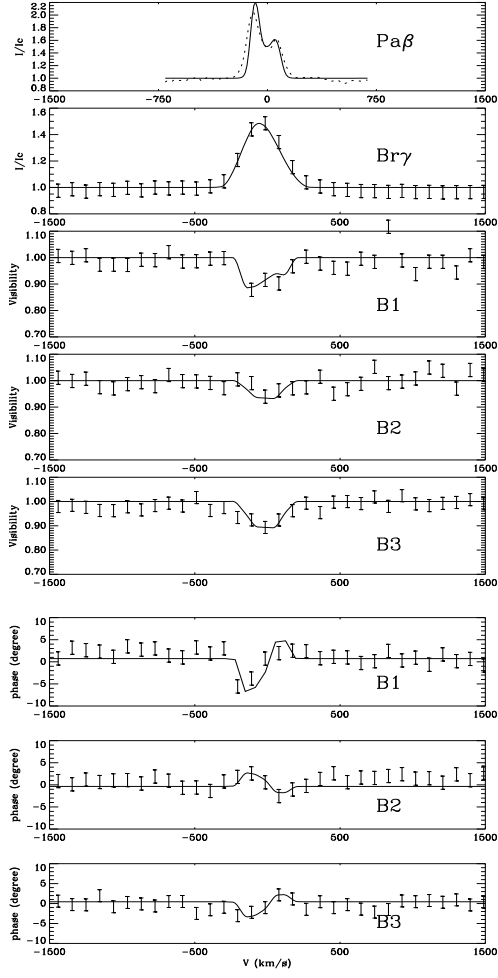 2.2
2.0
1.8
1.6
1.4
1.2
1.0
0.8
I/Ic
Paβ
−1500 −750 0 750 1500
1.6
1.4
1.2
1.0
0.8
I/Ic
Brγ
−1500 −500 500 1500
1.10
1.00
0.90
0.80
0.70
Visibility
B1
−1500 −500 500 1500
1.10
1.00
0.90
0.80
0.70
Visibility
B2
−1500 −500 500 1500
1.10
1.00
0.90
0.80
0.70
Visibility
B3
−1500 −500 500 1500
10
5
0
−5
−10
phase (degree)
B1
−1500 −500 500 1500
10
5
0
−5
−10
phase (degree)
B2
−1500 −500 500 1500
10
5
0
−5
−10
phase (degree)
B3
−1500 −500 500 1500
V (km/s)